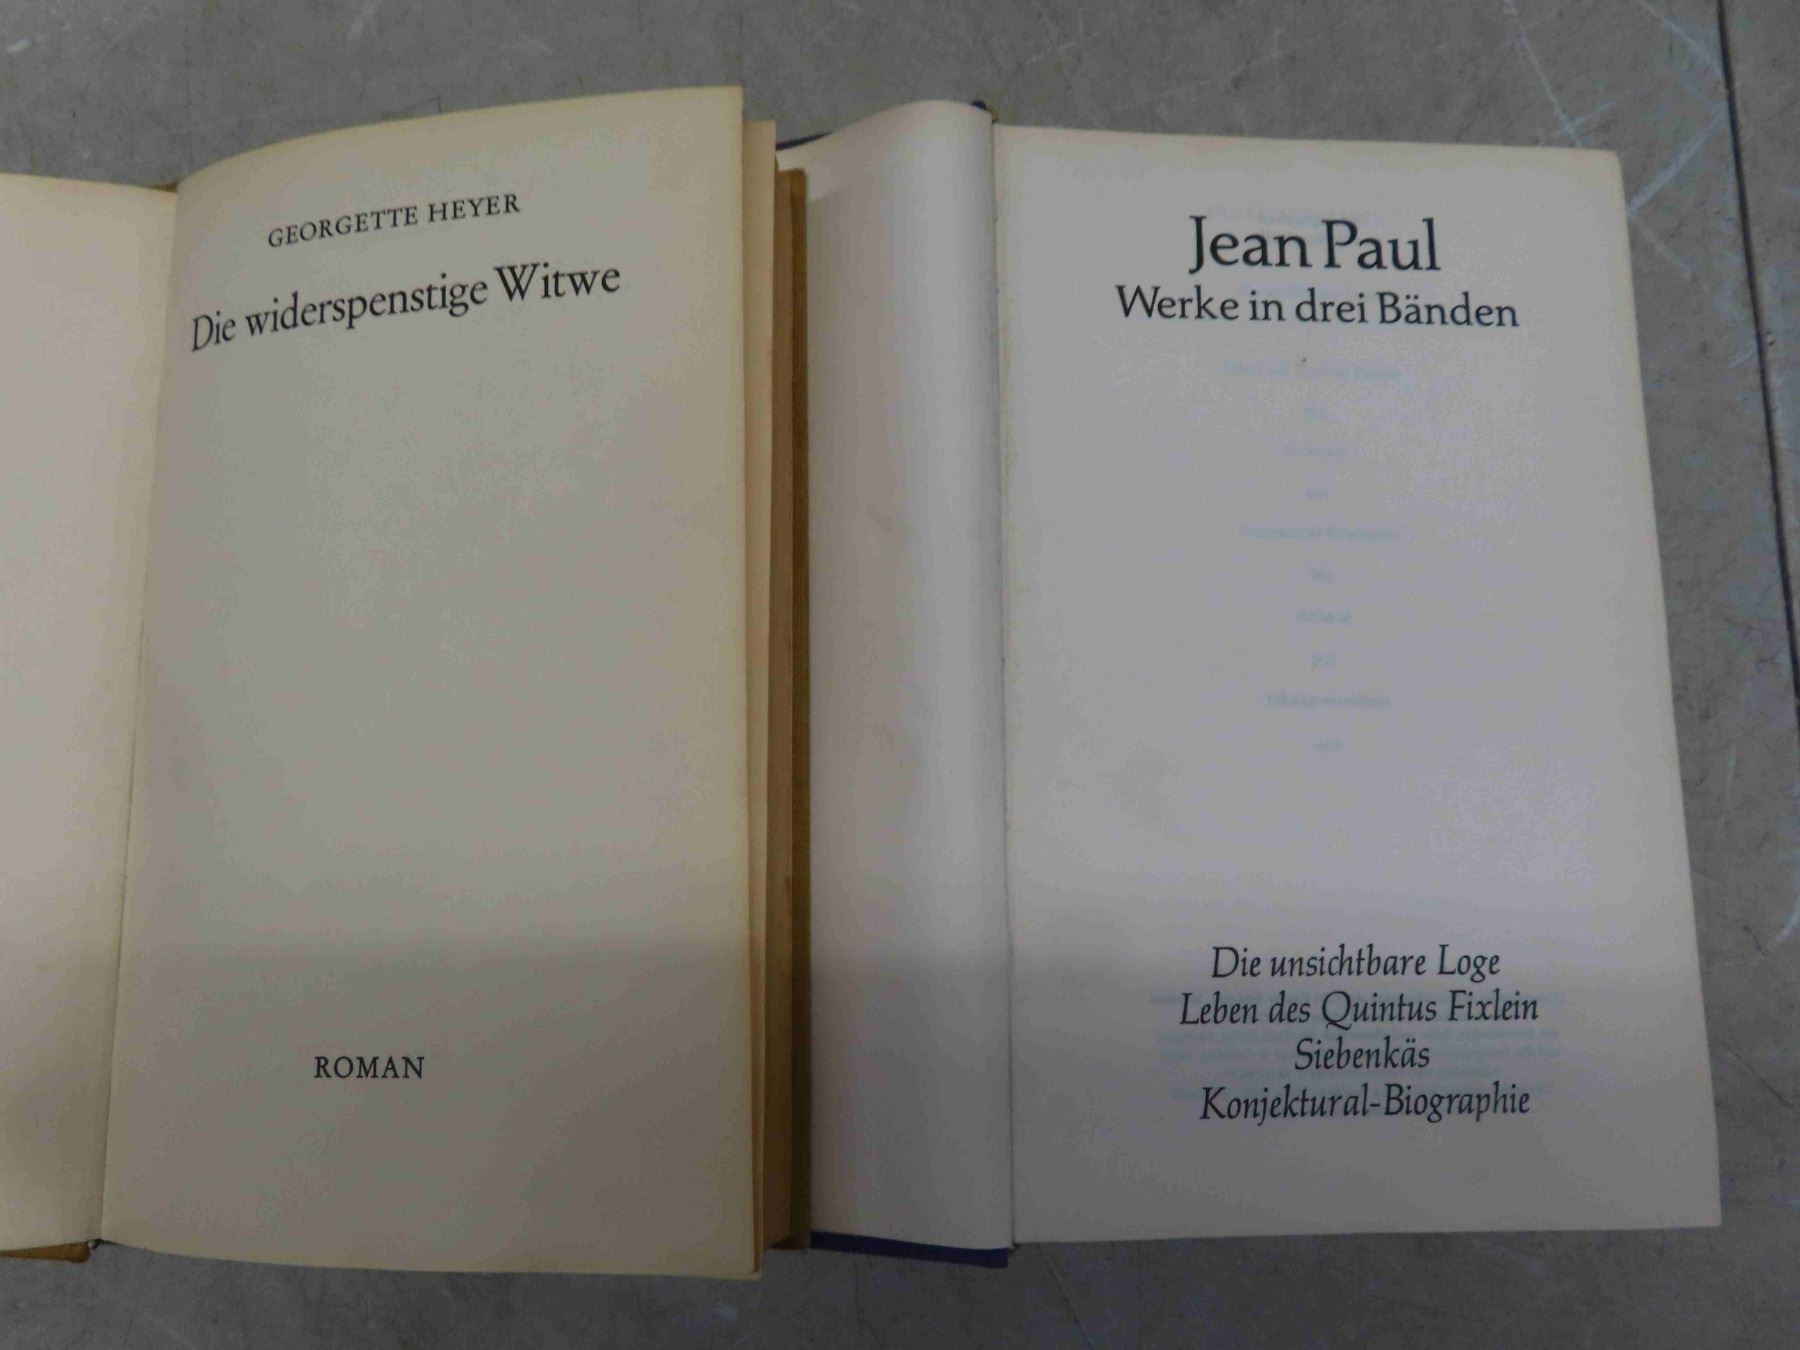 GEORGETTE HEYER
Die widerspenstige Witwe
ROMAN
Jean Paul
Werke in drei Bänden
Die unsichtbare Loge
Leben des Quintus Fixlein
Siebenkäs
Konjektural-Biographie